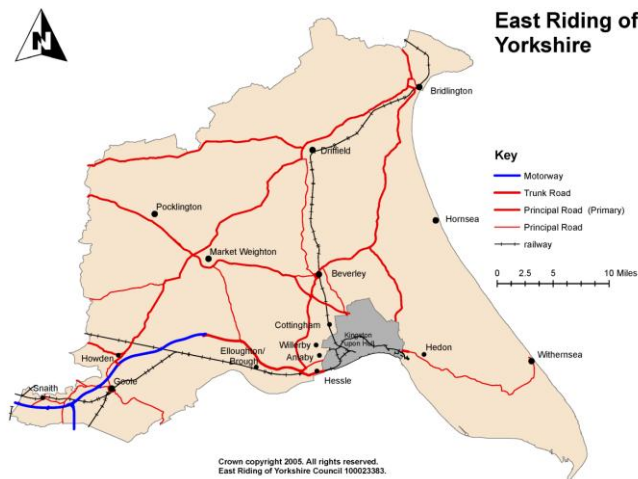 East Riding of
Yorkshire
N
Bridlington
Driffield
Key
Motorway
Trunk Road
Principal Road (Primary)
Principal Road
railway
0 2.5 5 10 Miles
Pocklington
Hornsea
Market Weighton
Beverley
Cottingham
Kingston
upon Hull
Willerby
Anlaby
Hedon
Withernsea
Howden
Elloughton/
Brough
Hessle
Snaith
Goole
Crown copyright 2005. All rights reserved.
East Riding of Yorkshire Council 100023383.